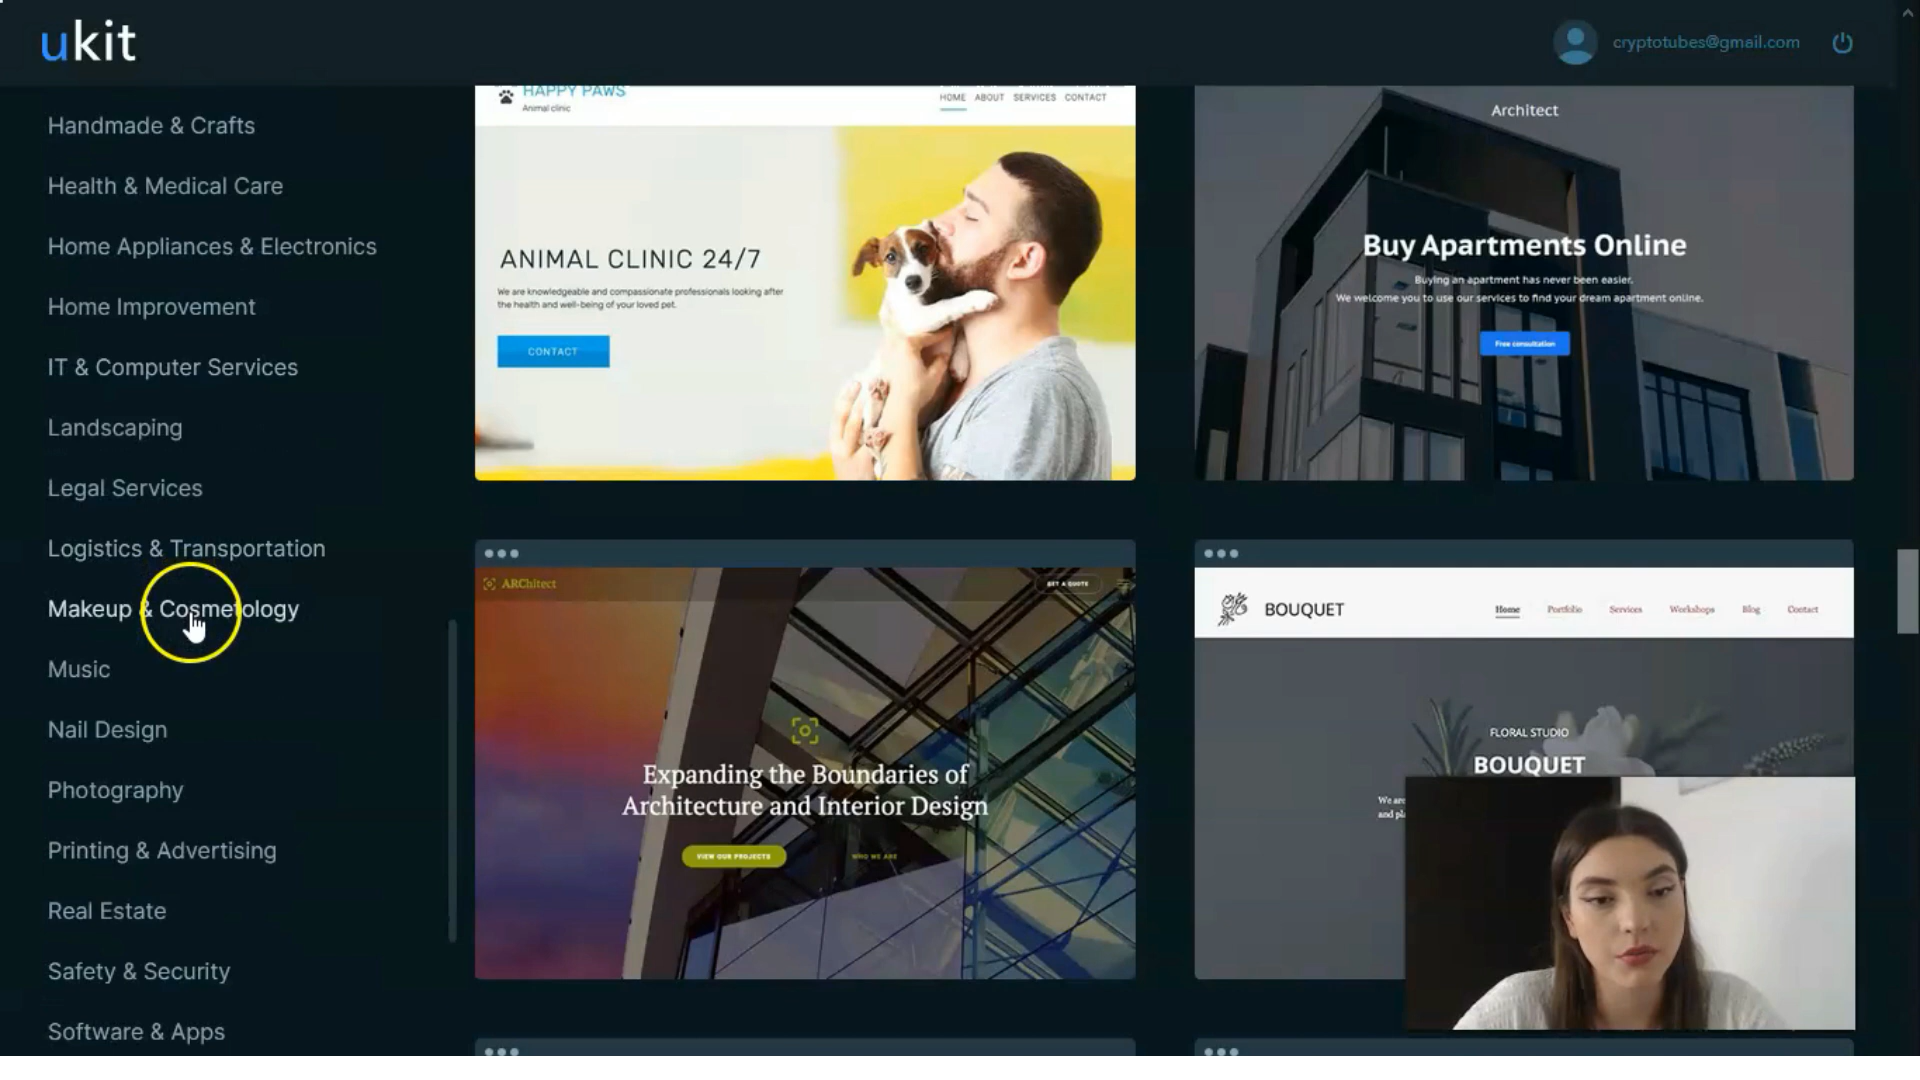 ukit
cryptotubes@gmail.com
Handmade & Crafts
Health & Medical Care
Home Appliances & Electronics
Home Improvement
IT & Computer Services
Landscaping
Legal Services
Logistics & Transportation
Makeup & Cosmetology
Music
Nail Design
Photography
Printing & Advertising
Real Estate
Safety & Security
Software & Apps
HAPPY PAWS
Animal clinic
HOME ABOUT SERVICES CONTACT
ANIMAL CLINIC 24/7
We are knowledgeable and compassionate professionals looking after
the health and well-being of your loved pet.
CONTACT
Architect
Buy Apartments Online
Buying an apartment has never been easier.
We welcome you to use our services to find your dream apartment online.
Free consultation
ARChitect
GET A QUOTE
Expanding the Boundaries of
Architecture and Interior Design
VIEW OUR PROJECTS
WHO WE ARE
BOUQUET
Home Portfolio Services Workshops Blog Contact
FLORAL STUDIO
BOUQUET
We are
and pl